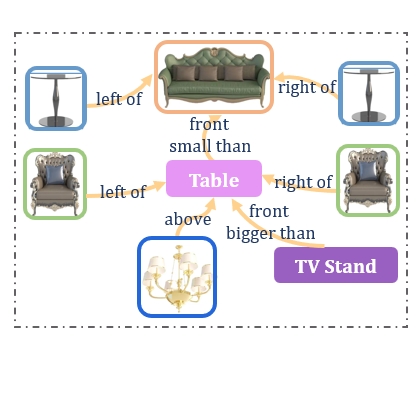 left of
right of
front
small than
Table
left of
right of
above
front
bigger than
TV Stand